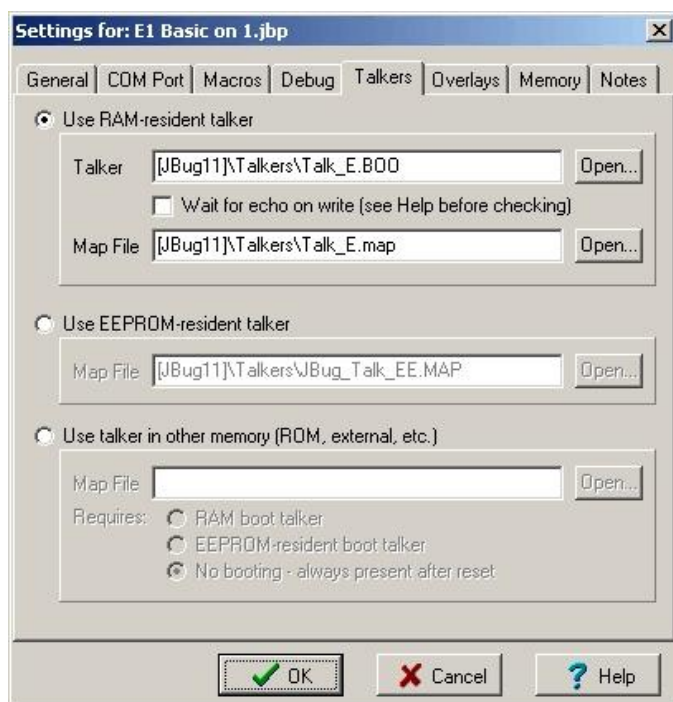 Settings for: E1 Basic on 1.jbp
General COM Port Macros Debug Talkers Overlays Memory Notes
Use RAM-resident talker
Talker [JBug11]\Talkers\Talk_E.BOO Open...
Wait for echo on write (see Help before checking)
Map File [JBug11]\Talkers\Talk_E.map Open...
Use EEPROM-resident talker
Map File [JBug11]\Talkers\JBug_Talk_EE.MAP Open...
Use talker in other memory (ROM, external, etc.)
Map File Open...
Requires: RAM boot talker
EEPROM-resident boot talker
No booting - always present after reset
OK Cancel ? Help